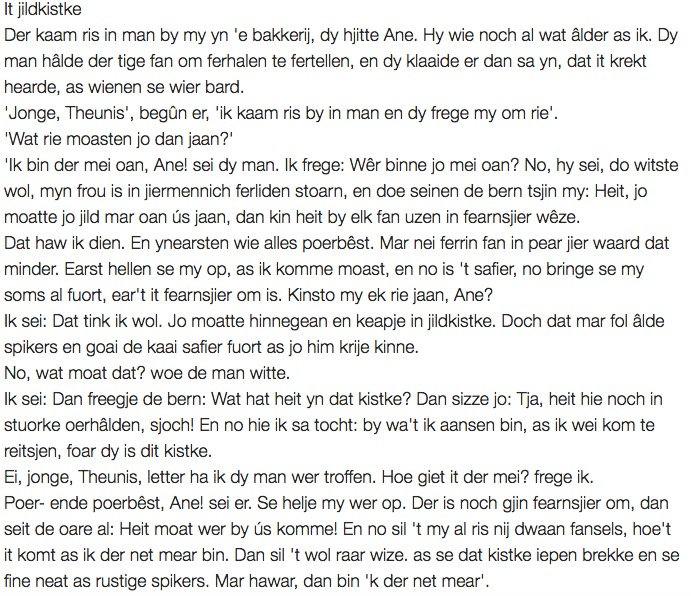 It jildkistke
Der kaam ris in man by my yn 'e bakkerij, dy hjitte Ane. Hy wie noch al wat âlder as ik. Dy
man hâlde der tige fan om ferhalen te fertellen, en dy klaaide er dan sa yn, dat it krekt
hearde, as wienen se wier bard.
'Jonge, Theunis', begûn er, 'ik kaam ris by in man en dy frege my om rie'.
'Wat rie moasten jo dan jaan?'
'Ik bin der mei oan, Ane! sei dy man. Ik frege: Wêr binne jo mei oan? No, hy sei, do witste
wol, myn frou is in jiermennich ferliden stoarn, en doe seinen de bern tsjin my: Heit, jo
moatte jo jild mar oan ús jaan, dan kin heit by elk fan uzen in fearnsjier wêze.
Dat haw ik dien. En ynearsten wie alles poerbêst. Mar nei ferrin fan in pear jier waard dat
minder. Earst hellen se my op, as ik komme moast, en no is 't safier, no bringe se my
soms al fuort, ear't it fearnsjier om is. Kinsto my ek rie jaan, Ane?
Ik sei: Dat tink ik wol. Jo moatte hinnegean en keapje in jildkistke. Doch dat mar fol âlde
spikers en goai de kaai safier fuort as jo him krije kinne.
No, wat moat dat? woe de man witte.
Ik sei: Dan freegje de bern: Wat hat heit yn dat kistke? Dan sizze jo: Tja, heit hie noch in
stuorke oerhâlden, sjoch! En no hie ik sa tocht: by wa't ik aansen bin, as ik wei kom te
reitsjen, foar dy is dit kistke.
Ei, jonge, Theunis, letter ha ik dy man wer troffen. Hoe giet it der mei? frege ik.
Poer- ende poerbêst, Ane! sei er. Se helje my wer op. Der is noch gjin fearnsjier om, dan
seit de oare al: Heit moat wer by ús komme! En no sil 't my al ris nij dwaan fansels, hoe't
it komt as ik der net mear bin. Dan sil 't wol raar wize. as se dat kistke iepen brekke en se
fine neat as rustige spikers. Mar hawar, dan bin 'k der net mear'.